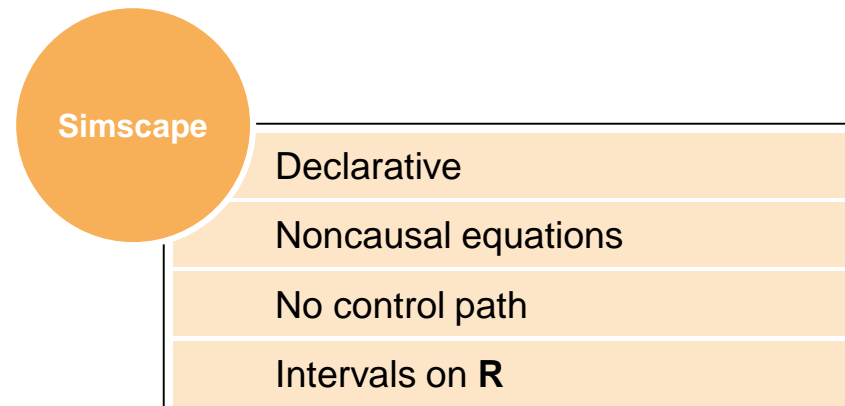 Simscape
Declarative
Noncausal equations
No control path
Intervals on R